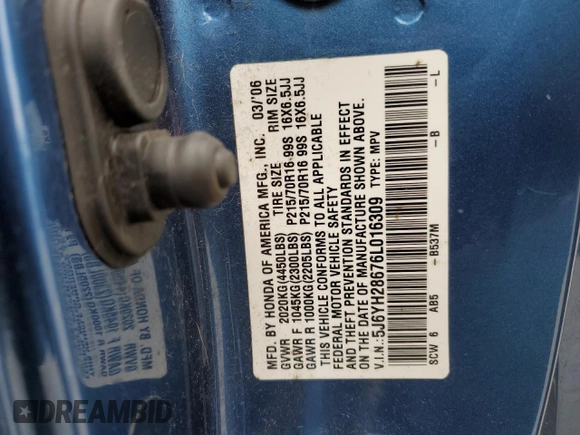 MFD. BY HONDA OF AMERICA MFG., INC. 03/'06
TIRE SIZE RIM SIZE
GVWR 2020KG(4450LBS)
GAWR F 1045KG(2300LBS) P215/70R16 99S 16X6.5JJ
GAWR R 1000KG(2205LBS) P215/70R16 99S 16X6.5JJ
THIS VEHICLE CONFORMS TO ALL APPLICABLE
FEDERAL MOTOR VEHICLE SAFETY
AND THEFT PREVENTION STANDARDS IN EFFECT
ON THE DATE OF MANUFACTURE SHOWN ABOVE.
V.I.N.: 5J6YH28676L016309 TYPE: MPV
SCW 6 AB5 – B537M – B – L
DREAMBID